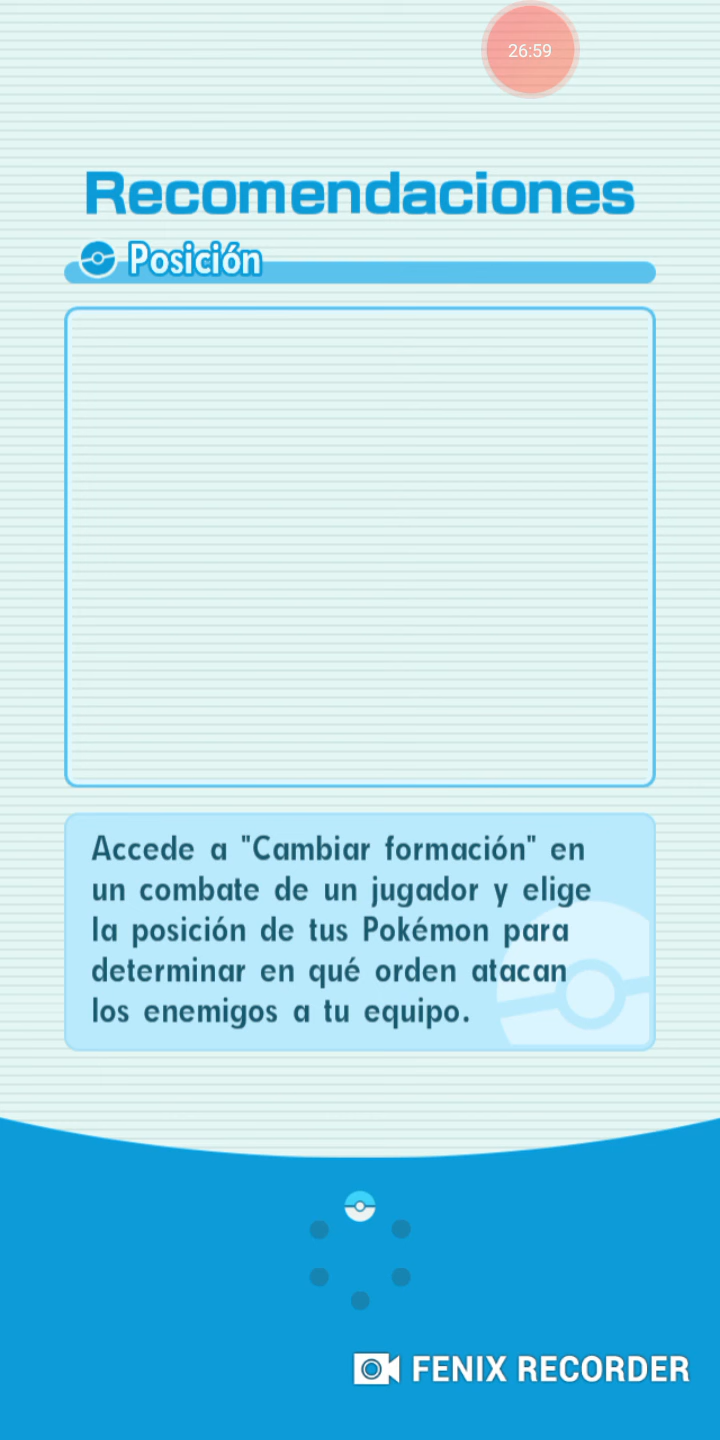 26:59
Recomendaciones
Posición
Accede a "Cambiar formación" en
un combate de un jugador y elige
la posición de tus Pokémon para
determinar en qué orden atacan
los enemigos a tu equipo.
FENIX RECORDER